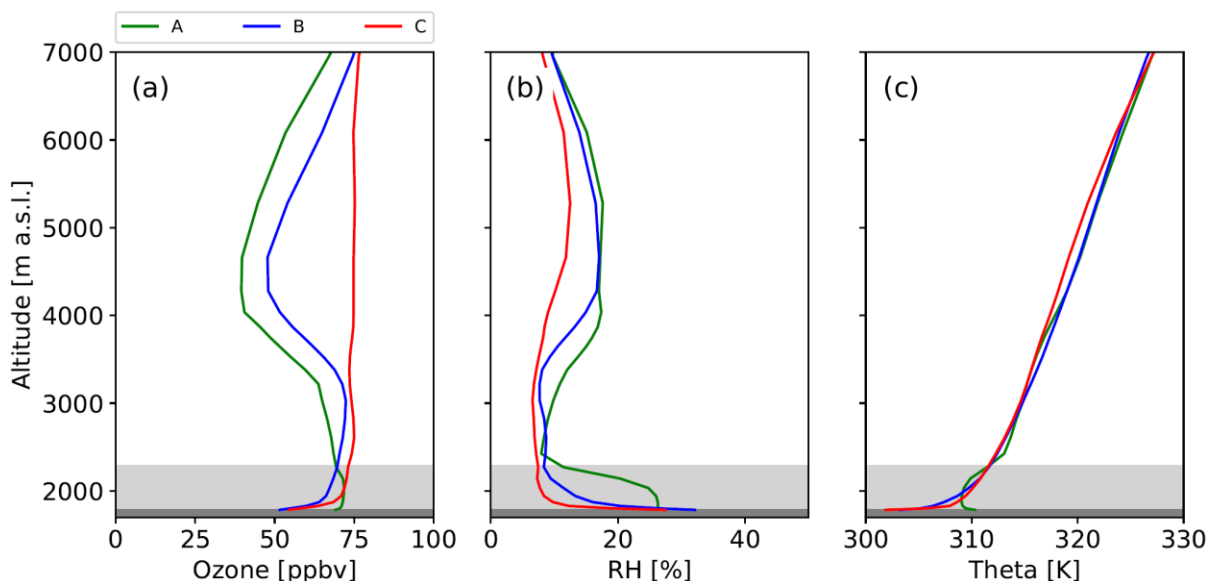 A B C
(a) (b) (c)
7000
6000
5000
4000
3000
2000
Altitude [m a.s.l.]
0 25 50 75 100
Ozone [ppbv]
0 20 40
RH [%]
300 310 320 330
Theta [K]